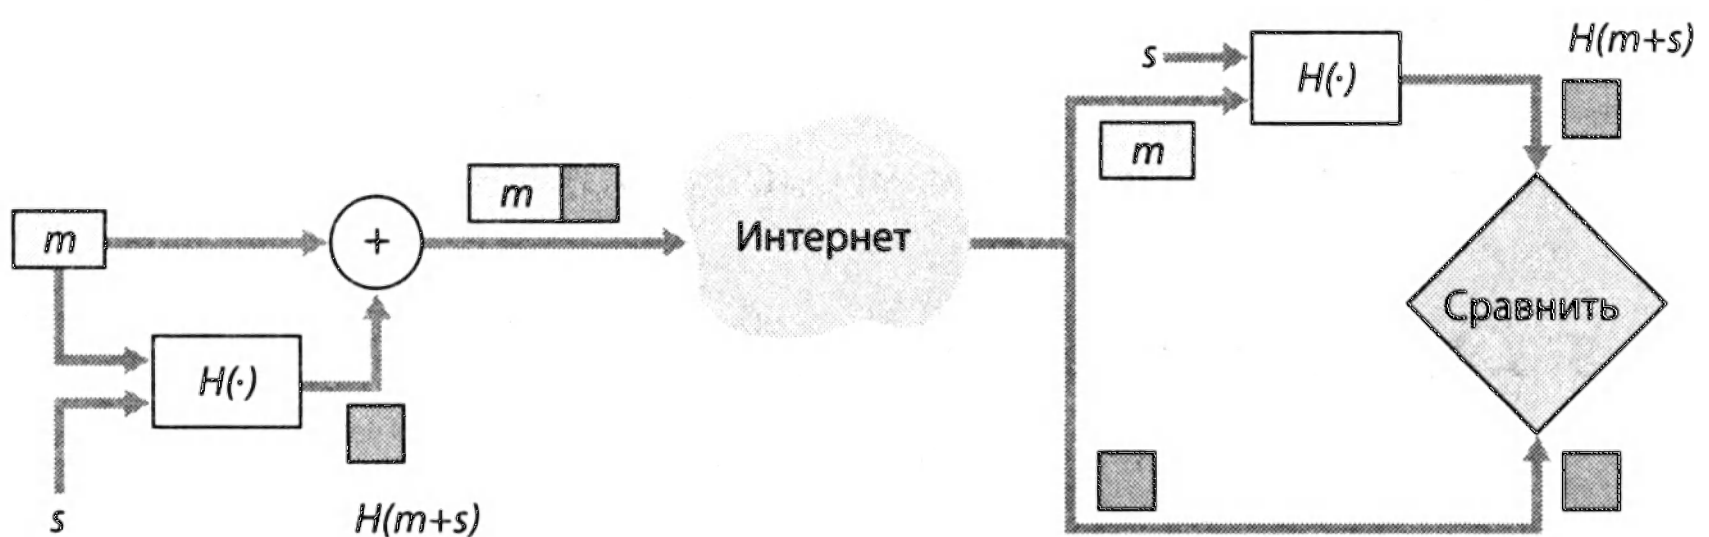 m
s
H(·)
H(m+s)
+
m
Интернет
s
m
H(·)
H(m+s)
Сравнить